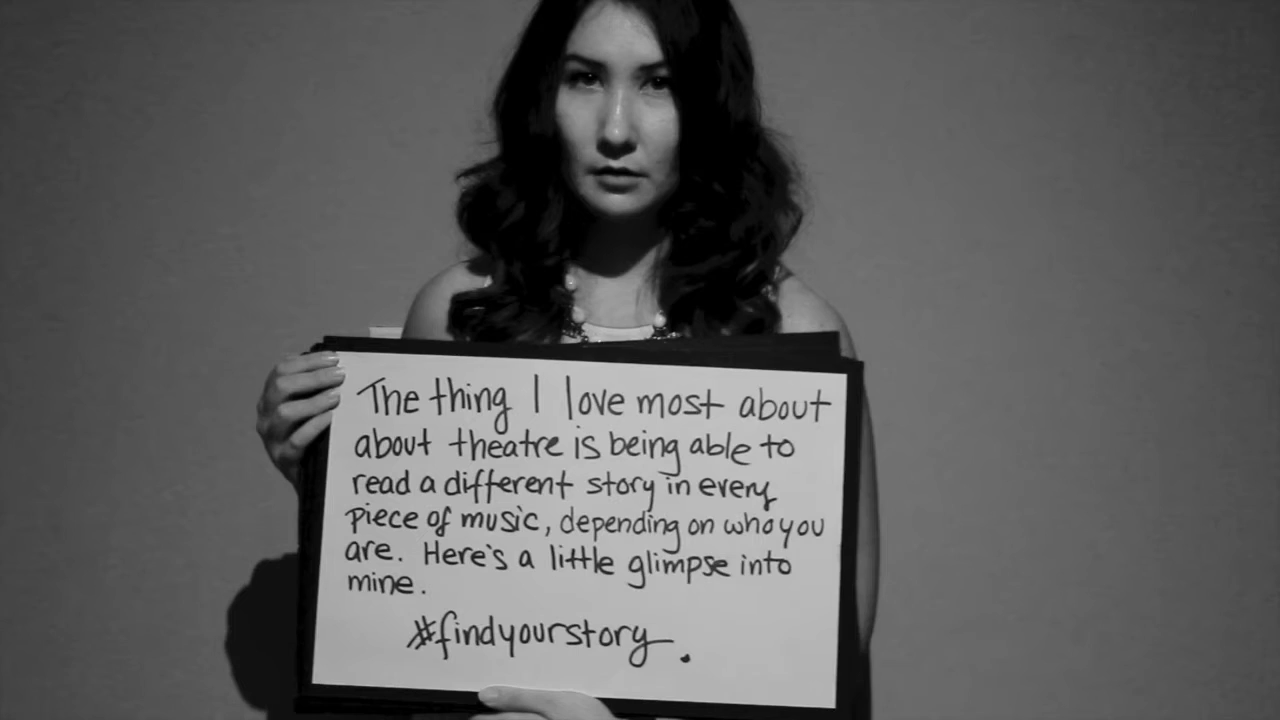 The thing I love most about
about theatre is being able to
read a different story in every
piece of music, depending on who you
are. Here's a little glimpse into
mine.
#findyourstory.